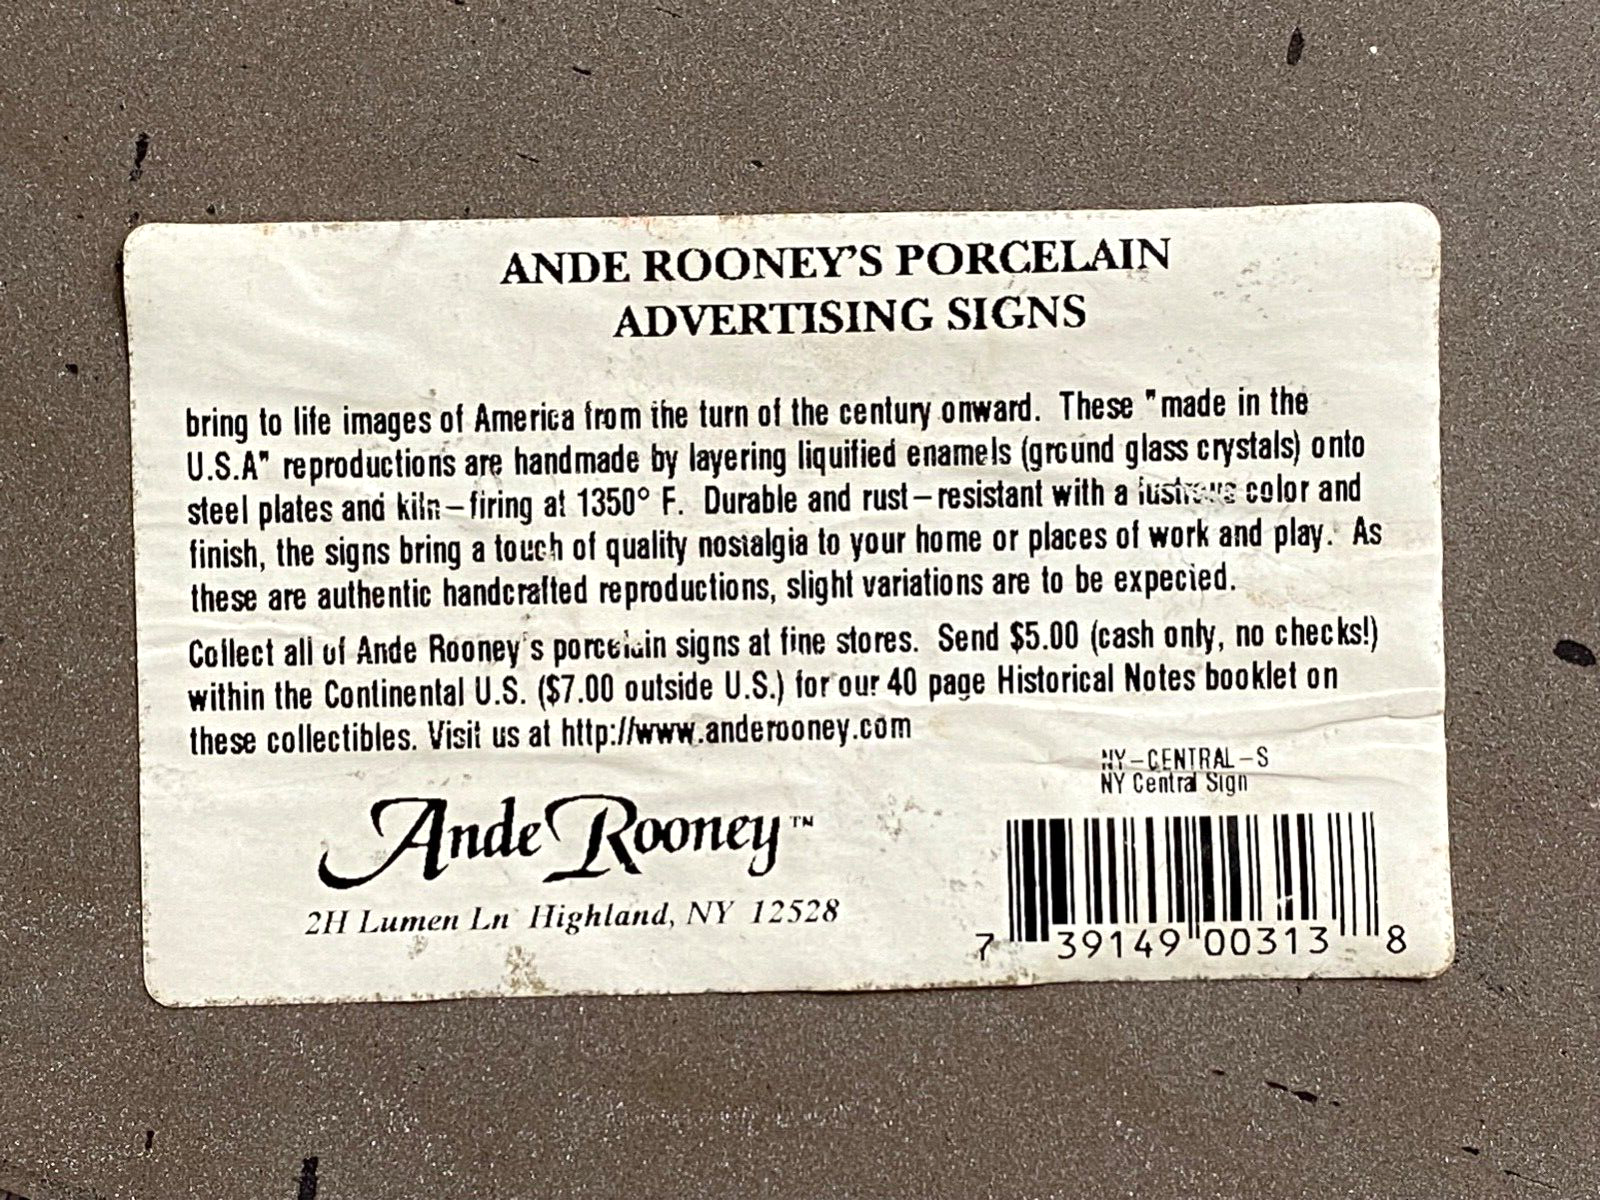 ANDE ROONEY'S PORCELAIN
ADVERTISING SIGNS
bring to life images of America from the turn of the century onward. These "made in the
U.S.A" reproductions are handmade by layering liquified enamels (ground glass crystals) onto
steel plates and kiln-firing at 1350° F. Durable and rust-resistant with a lustrous color and
finish, the signs bring a touch of quality nostalgia to your home or places of work and play. As
these are authentic handcrafted reproductions, slight variations are to be expected.
Collect all of Ande Rooney's porcelain signs at fine stores. Send $5.00 (cash only, no checks!)
within the Continental U.S. ($7.00 outside U.S.) for our 40 page Historical Notes booklet on
these collectibles. Visit us at http://www.anderooney.com
NY-CENTRAL-S
NY Central Sign
Ande Rooney™
2H Lumen Ln Highland, NY 12528
7 39149 00313 8